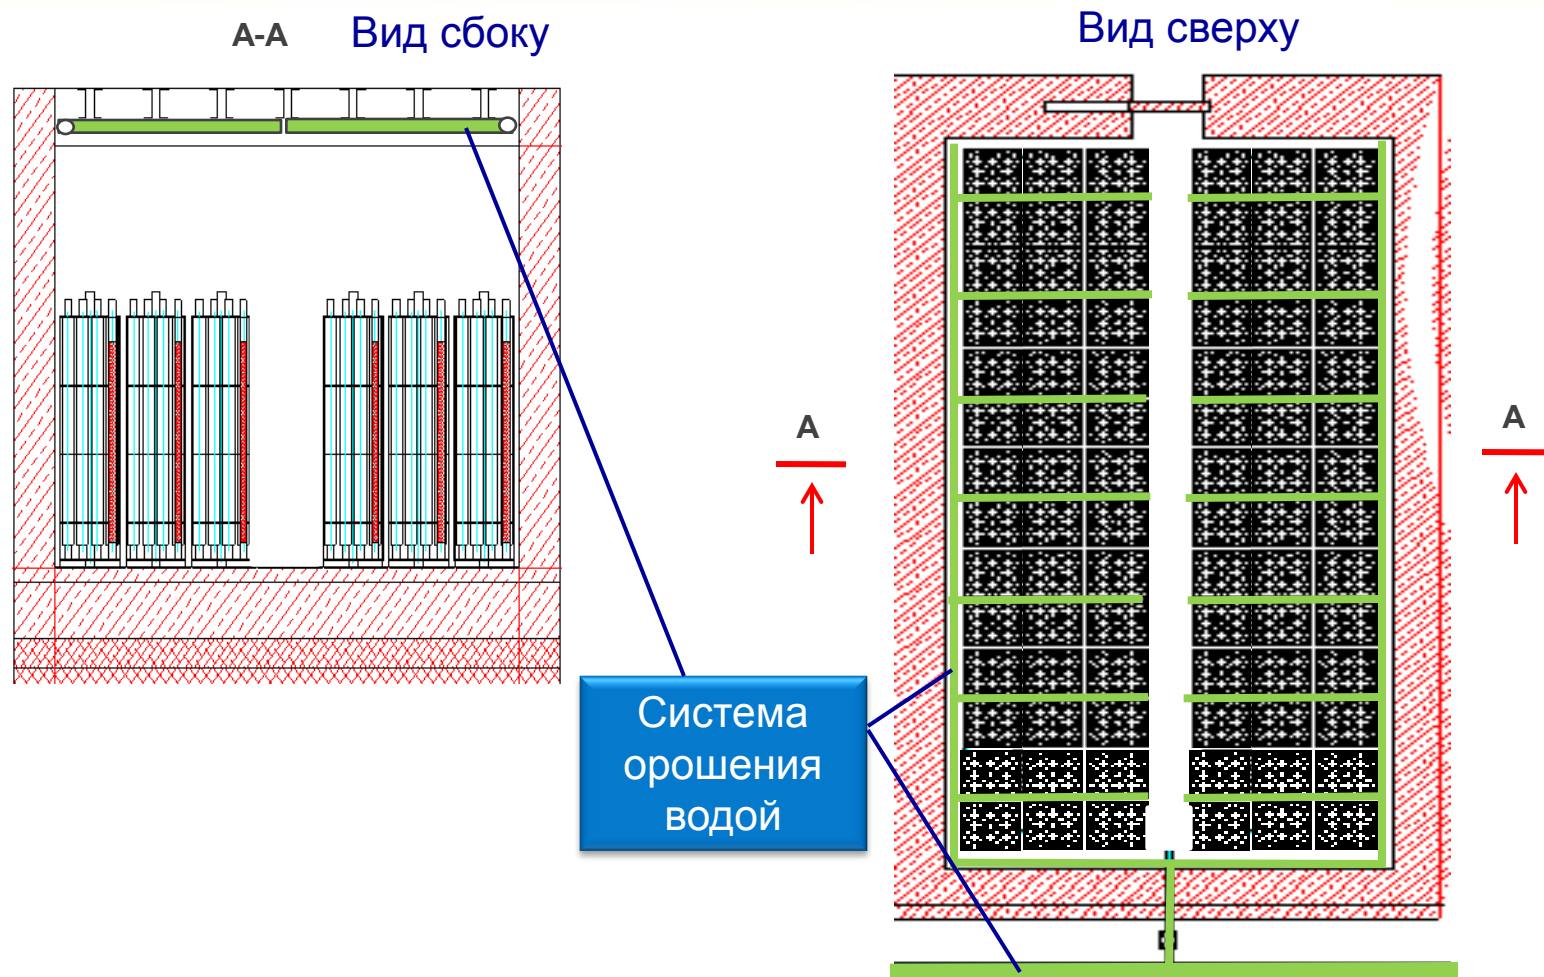 А-А
Вид сбоку
Вид сверху
А
А
Система
орошения
водой